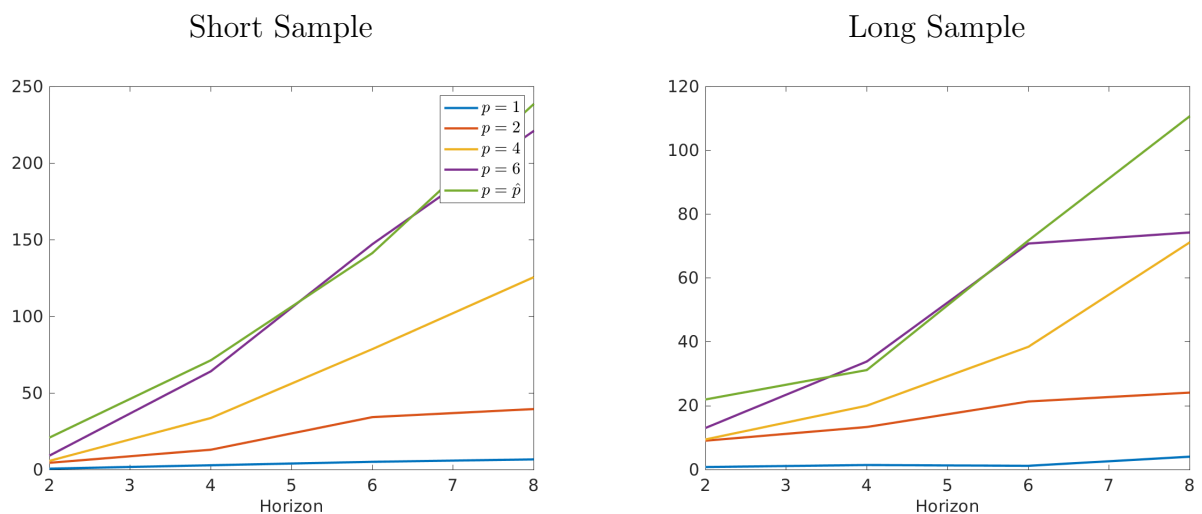 Short Sample
250
200
150
100
50
0
2 3 4 5 6 7 8
Horizon
p = 1
p = 2
p = 4
p = 6
p = p̂
Long Sample
120
100
80
60
40
20
0
2 3 4 5 6 7 8
Horizon